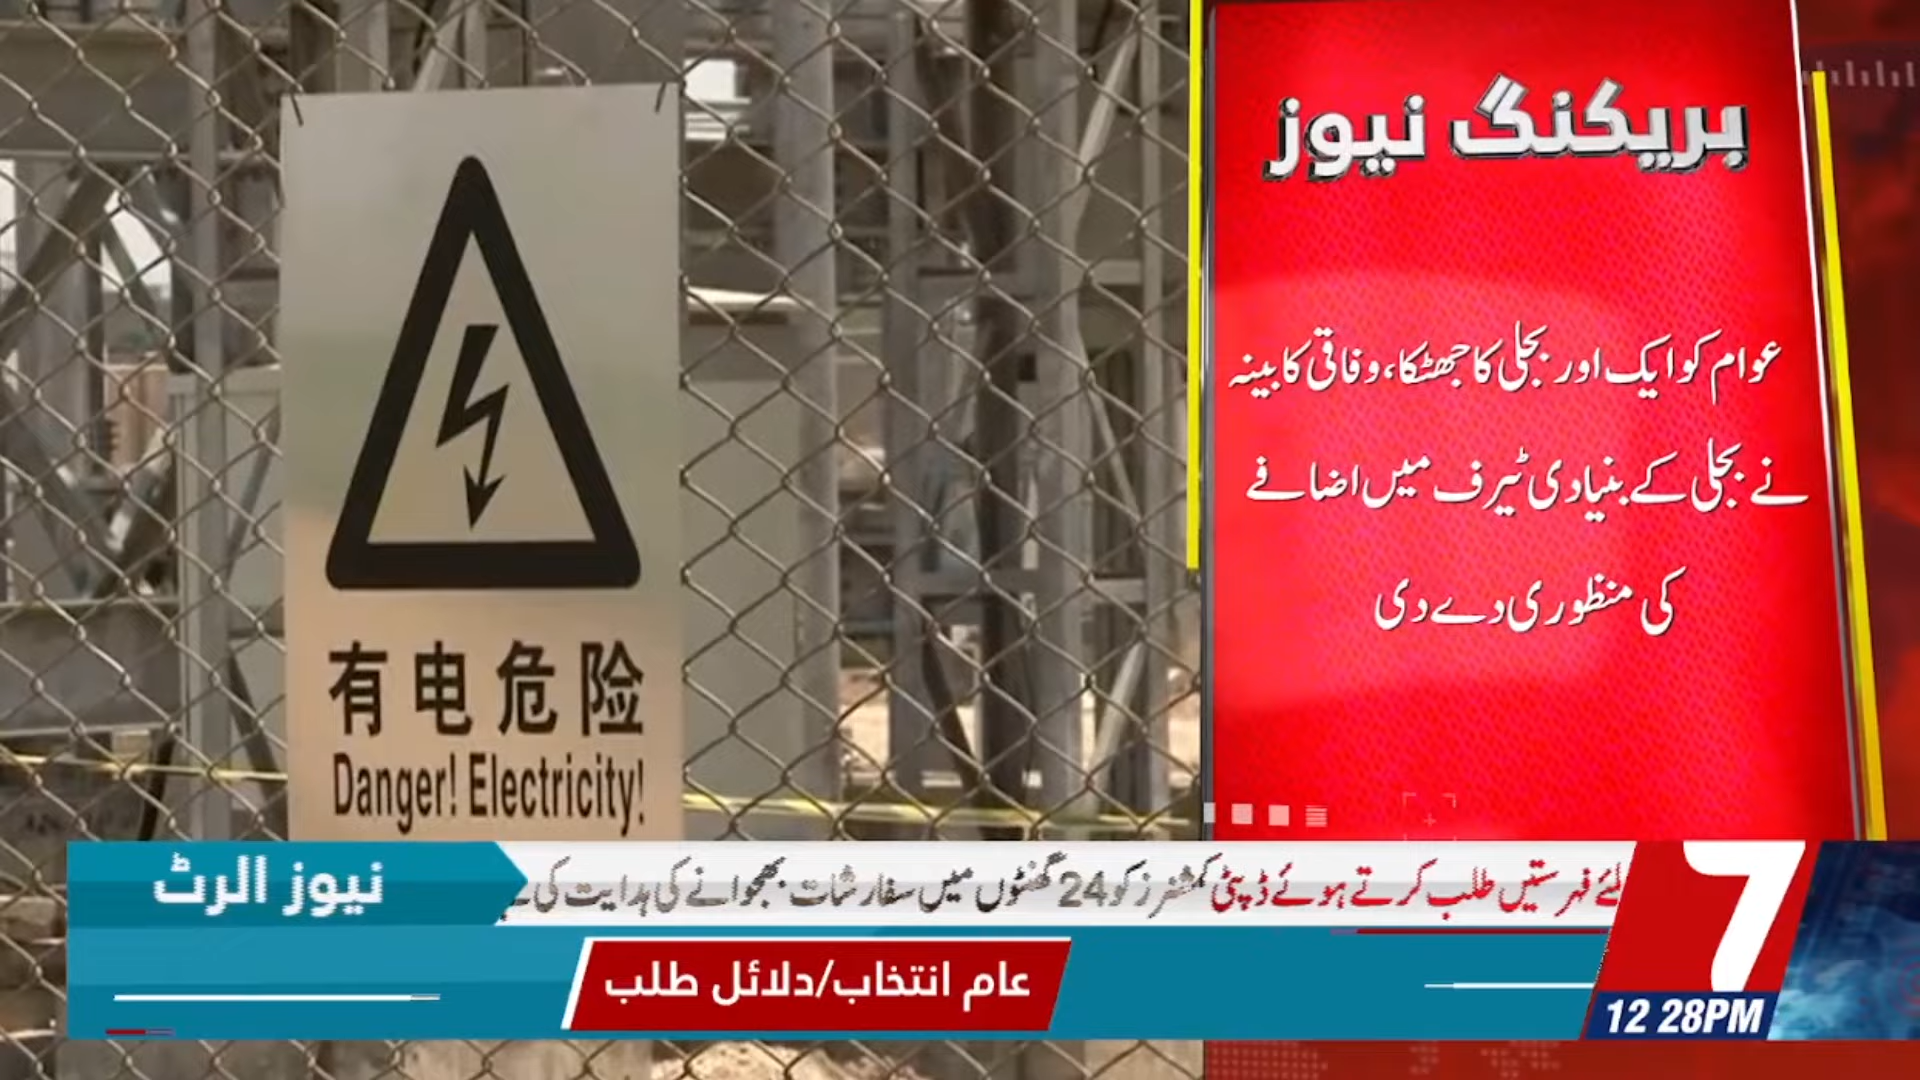 بریکنگ نیوز
عوام کو ایک اور بجلی کا جھٹکا، وفاقی کابینہ
نے بجلی کے بنیادی ٹیرف میں اضافے
کی منظوری دے دی
有电危险
Danger! Electricity!
نیوز الرٹ
لئے فہرستیں طلب کرتے ہوئے ڈپٹی کمشنرز کو 24 گھنٹوں میں سفارشات بھجوانے کی ہدایت کی
عام انتخاب/دلائل طلب
7
12 28PM